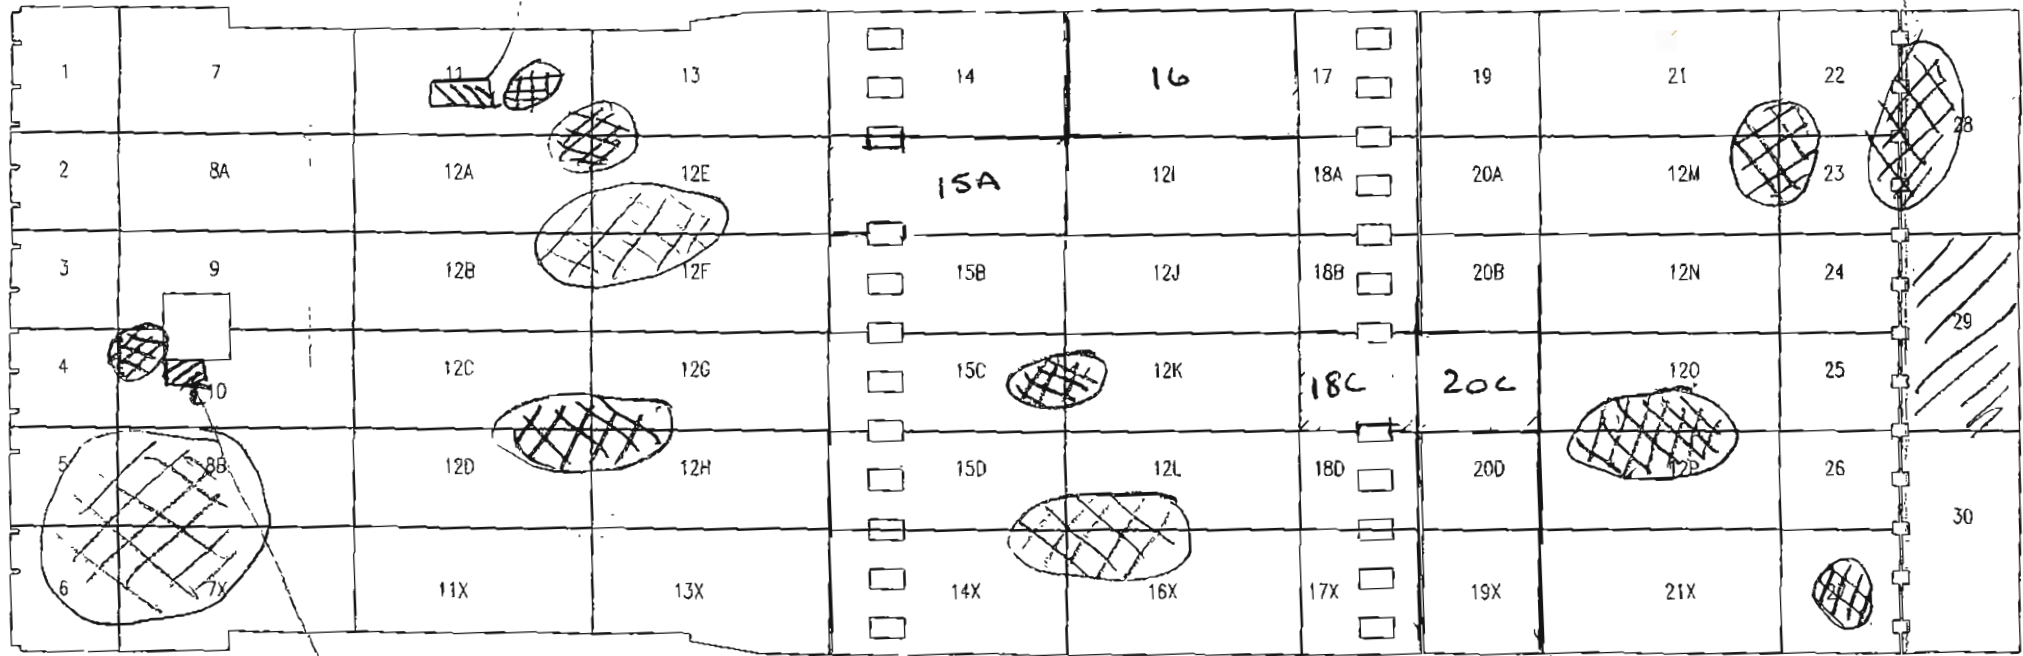 1 7 11 13 14 16 17 19 21 22
28
2 8A 12A 12E 15A 12I 18A 20A 12M 23
3 9 12B 12F 15B 12J 18B 20B 12N 24
29
4 10 12C 12G 15C 12K 18C 20C 12O 25
5 8B 12D 12H 15D 12L 18D 20D 12P 26
30
6 7X 11X 13X 14X 16X 17X 19X 21X